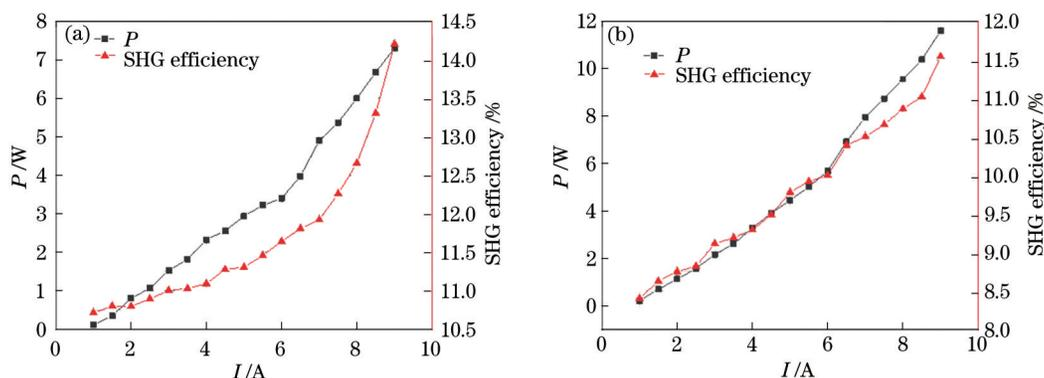 (a)
P
SHG efficiency
8
7
6
5
4
3
2
1
0
P/W
14.5
14.0
13.5
13.0
12.5
12.0
11.5
11.0
10.5
SHG efficiency /%
0 2 4 6 8 10
I/A
(b)
P
SHG efficiency
12
10
8
6
4
2
0
P/W
12.0
11.5
11.0
10.5
10.0
9.5
9.0
8.5
8.0
SHG efficiency /%
0 2 4 6 8 10
I/A